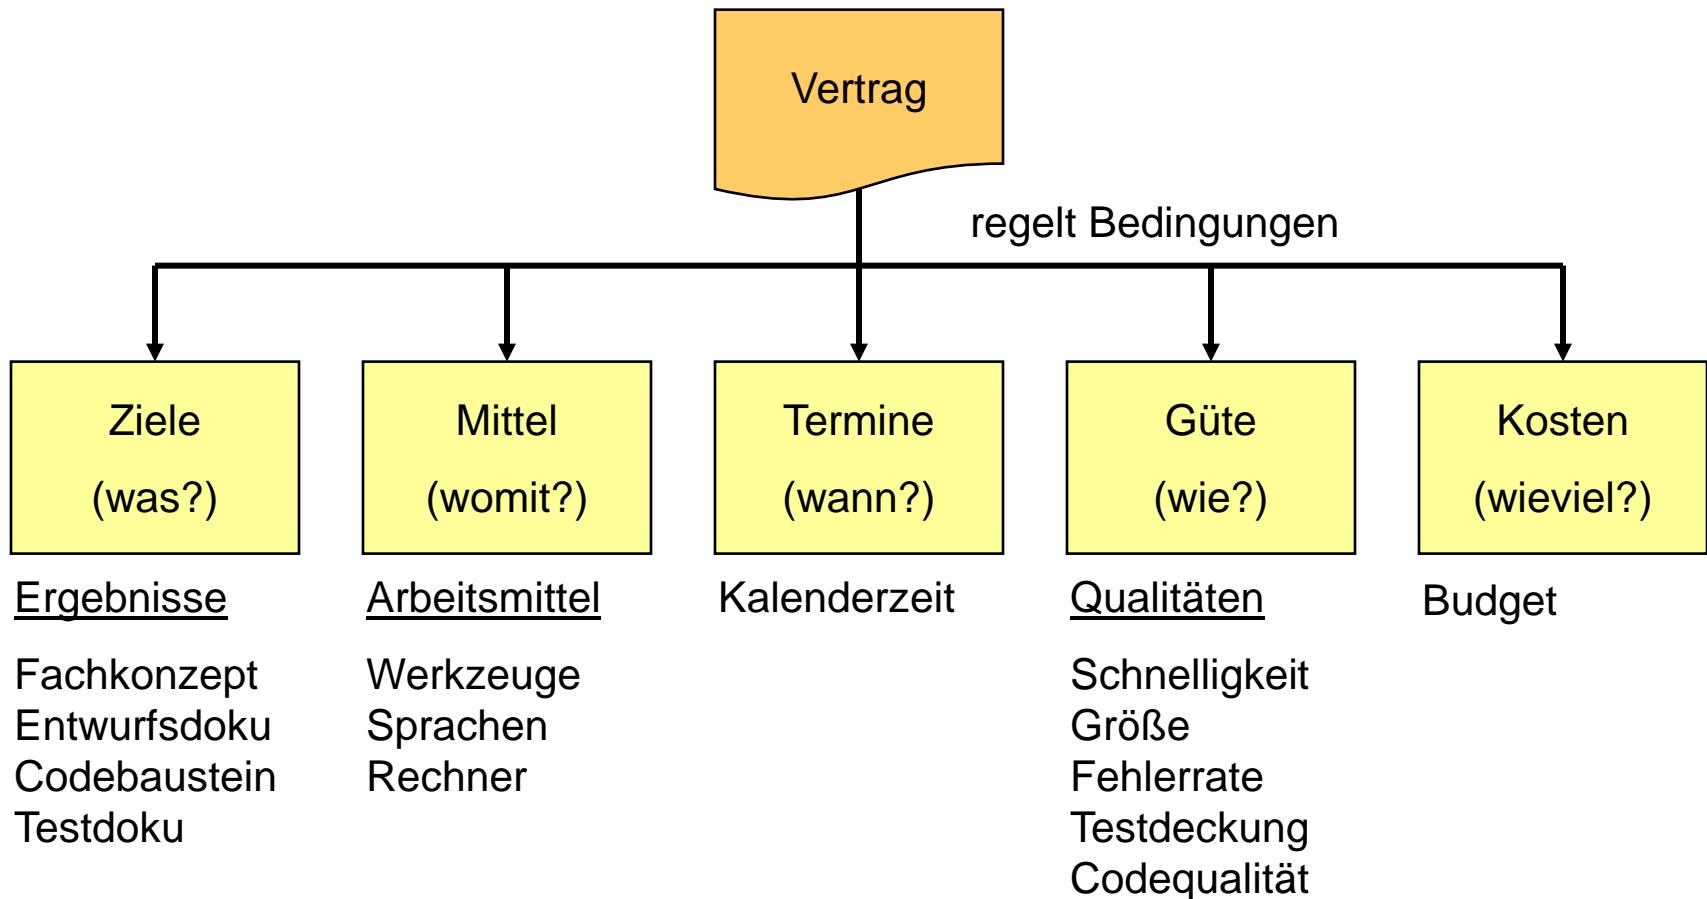 Vertrag
regelt Bedingungen
Ziele
(was?)
Mittel
(womit?)
Termine
(wann?)
Güte
(wie?)
Kosten
(wieviel?)
Ergebnisse
Fachkonzept
Entwurfsdoku
Codebaustein
Testdoku
Arbeitsmittel
Werkzeuge
Sprachen
Rechner
Kalenderzeit
Qualitäten
Schnelligkeit
Größe
Fehlerrate
Testdeckung
Codequalität
Budget